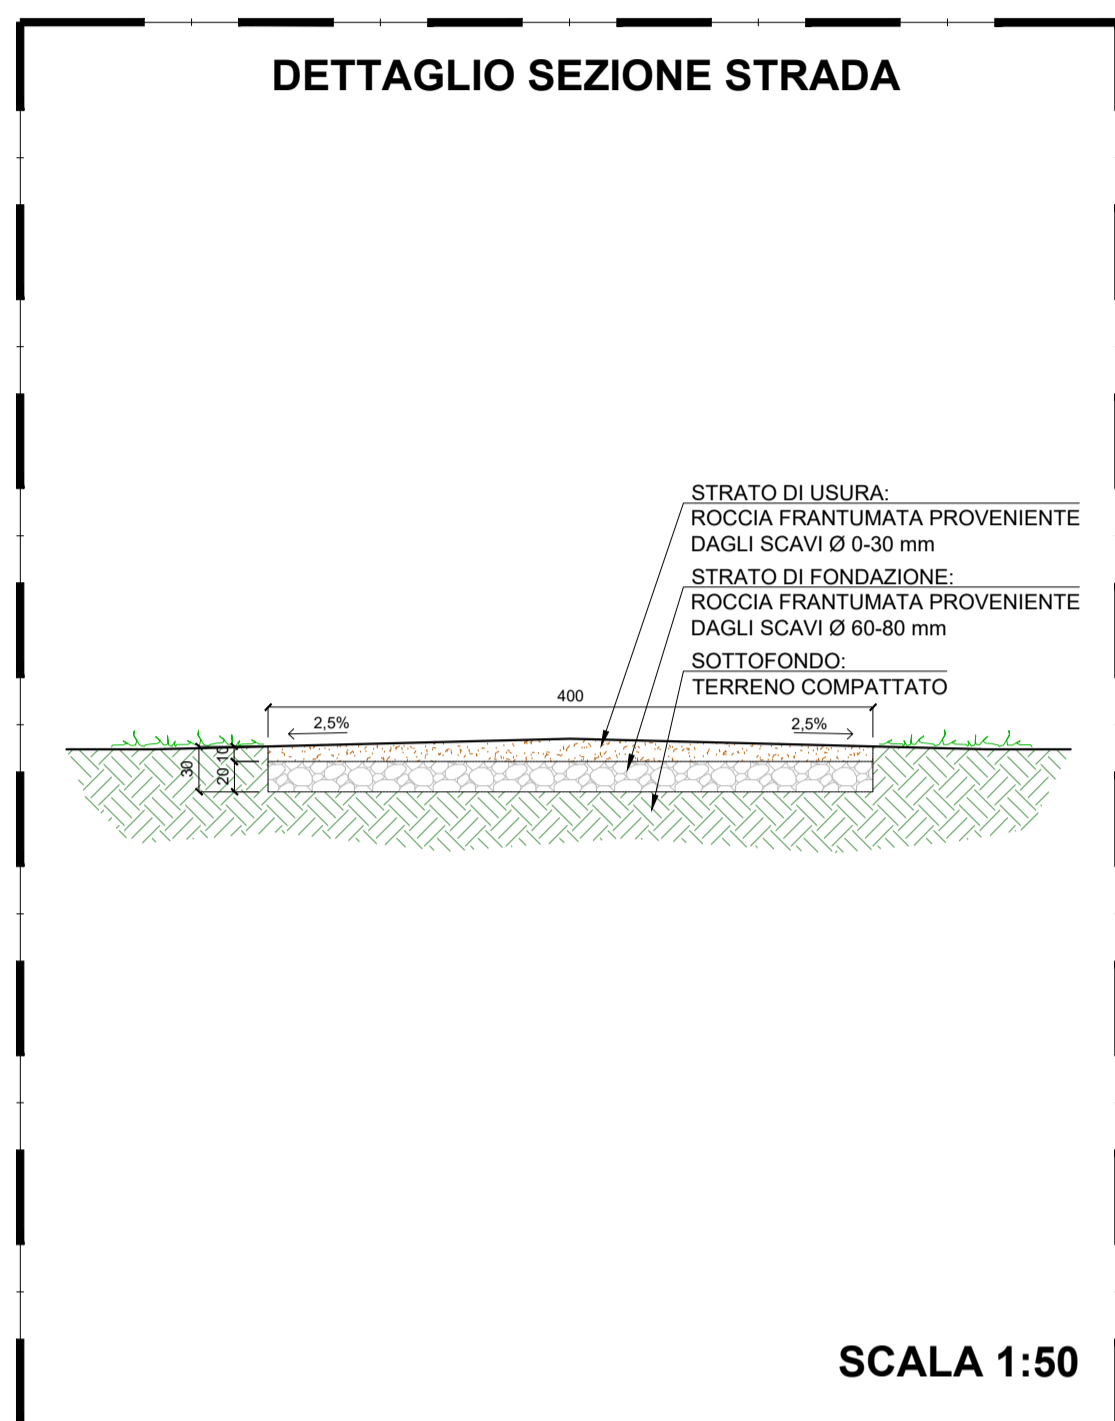 DETTAGLIO SEZIONE STRADA
STRATO DI USURA:
ROCCIA FRANTUMATA PROVENIENTE
DAGLI SCAVI Ø 0-30 mm
STRATO DI FONDAZIONE:
ROCCIA FRANTUMATA PROVENIENTE
DAGLI SCAVI Ø 60-80 mm
SOTTOFONDO:
TERRENO COMPATTATO
400
2,5%
2,5%
30
20
10
SCALA 1:50